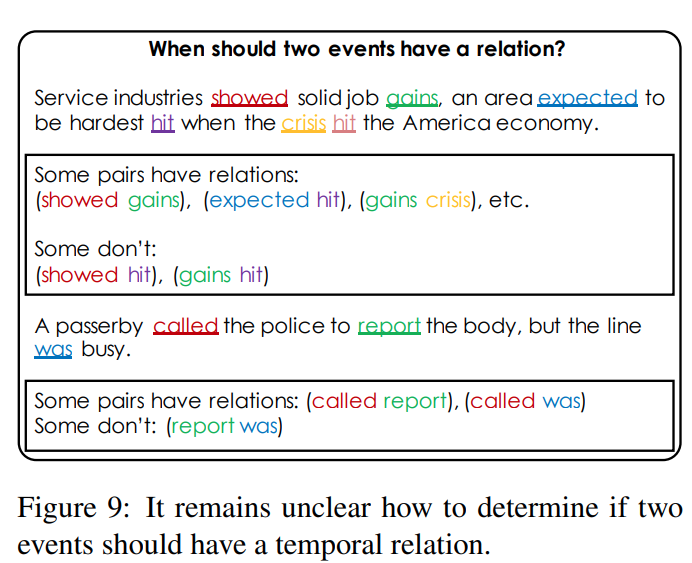 When should two events have a relation?
Service industries showed solid job gains, an area expected to
be hardest hit when the crisis hit the America economy.
Some pairs have relations:
(showed gains), (expected hit), (gains crisis), etc.
Some don't:
(showed hit), (gains hit)
A passerby called the police to report the body, but the line
was busy.
Some pairs have relations: (called report), (called was)
Some don't: (report was)
Figure 9: It remains unclear how to determine if two
events should have a temporal relation.